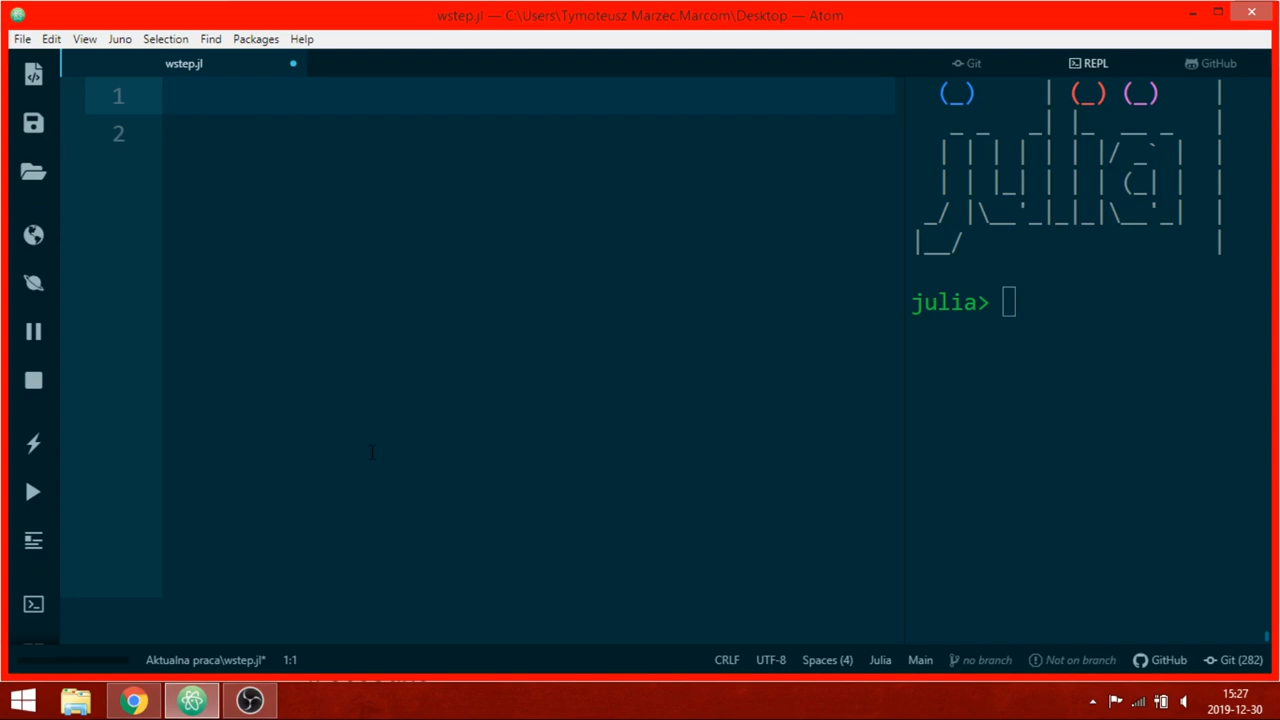 wstep.jl — C:\Users\Tymoteusz Marzec.Marcom\Desktop — Atom
File Edit View Juno Selection Find Packages Help
wstep.jl
Git REPL GitHub
1
2
julia>
Aktualna praca\wstep.jl* 1:1 CRLF UTF-8 Spaces (4) Julia Main no branch Not on branch GitHub Git (282)
15:27
2019-12-30